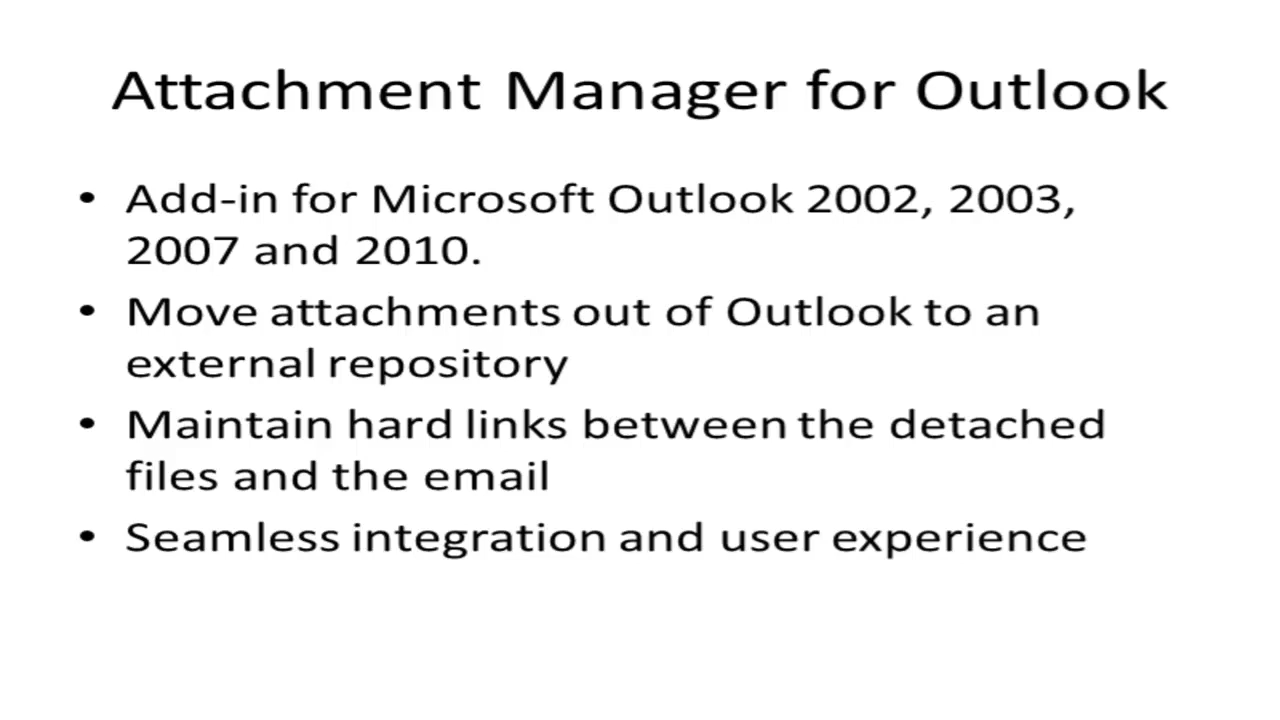 Attachment Manager for Outlook
• Add-in for Microsoft Outlook 2002, 2003,
2007 and 2010.
• Move attachments out of Outlook to an
external repository
• Maintain hard links between the detached
files and the email
• Seamless integration and user experience